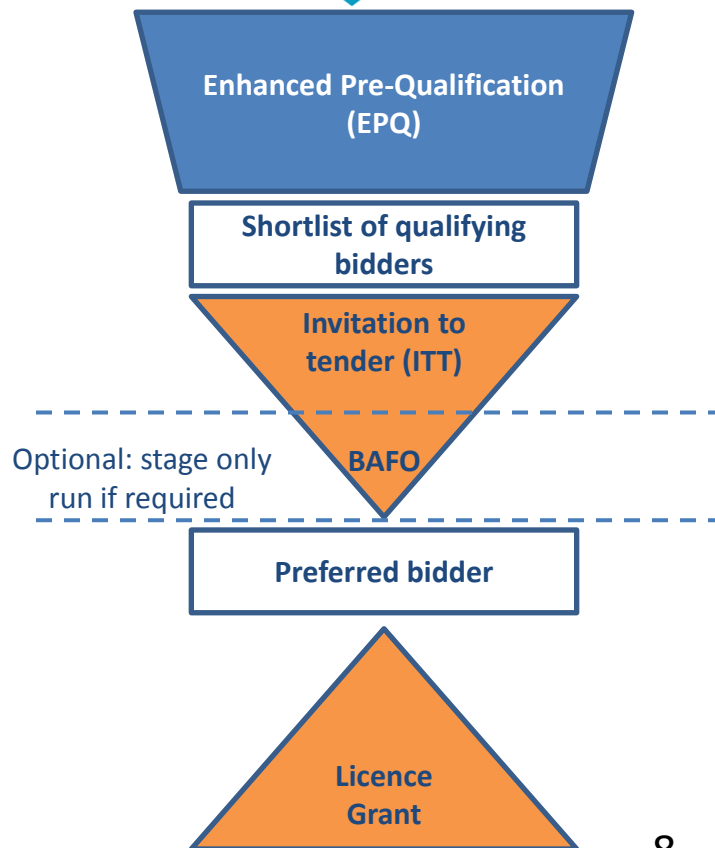 Enhanced Pre-Qualification
(EPQ)
Shortlist of qualifying
bidders
Invitation to
tender (ITT)
Optional: stage only
run if required
BAFO
Preferred bidder
Licence
Grant
8